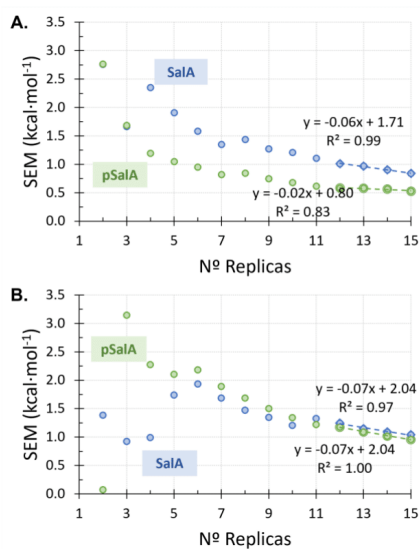 A.
3.5
3.0
2.5
2.0
1.5
1.0
0.5
0.0
SEM (kcal·mol⁻¹)
SalA
pSalA
y = -0.06x + 1.71
R² = 0.99
y = -0.02x + 0.80
R² = 0.83
1 3 5 7 9 11 13 15
Nº Replicas
B.
3.5
3.0
2.5
2.0
1.5
1.0
0.5
0.0
SEM (kcal·mol⁻¹)
pSalA
SalA
y = -0.07x + 2.04
R² = 0.97
y = -0.07x + 2.04
R² = 1.00
1 3 5 7 9 11 13 15
Nº Replicas